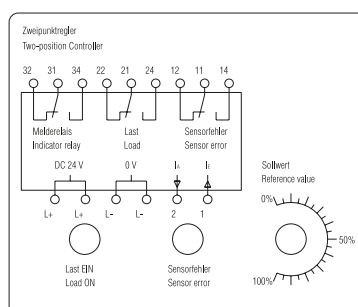 Zweipunktregler
Two-position Controller
32 31 34 22 21 24 12 11 14
Melderelais Last Sensorfehler
Indicator relay Load Sensor error
DC 24 V 0 V IA IE
Sollwert
Reference value
0%
L+ L+ L- L- 2 1
50%
100%
Last EIN Sensorfehler
Load ON Sensor error